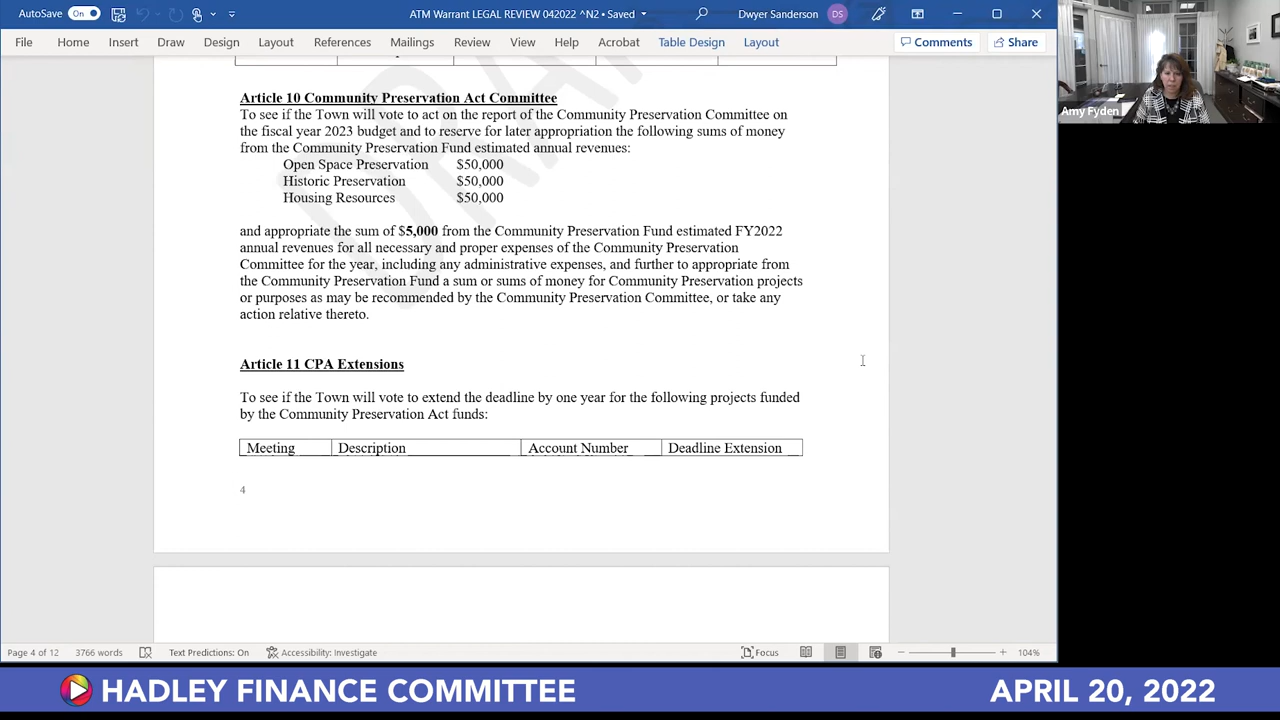 AutoSave On
ATM Warrant LEGAL REVIEW 042022 ^N2 • Saved
Dwyer Sanderson DS
File Home Insert Draw Design Layout References Mailings Review View Help Acrobat Table Design Layout Comments Share
Amy Fyden
Article 10 Community Preservation Act Committee
To see if the Town will vote to act on the report of the Community Preservation Committee on
the fiscal year 2023 budget and to reserve for later appropriation the following sums of money
from the Community Preservation Fund estimated annual revenues:
Open Space Preservation $50,000
Historic Preservation $50,000
Housing Resources $50,000
and appropriate the sum of $5,000 from the Community Preservation Fund estimated FY2022
annual revenues for all necessary and proper expenses of the Community Preservation
Committee for the year, including any administrative expenses, and further to appropriate from
the Community Preservation Fund a sum or sums of money for Community Preservation projects
or purposes as may be recommended by the Community Preservation Committee, or take any
action relative thereto.
Article 11 CPA Extensions
To see if the Town will vote to extend the deadline by one year for the following projects funded
by the Community Preservation Act funds:
Meeting Description Account Number Deadline Extension
4
Page 4 of 12 3766 words Text Predictions: On Accessibility: Investigate Focus 104%
HADLEY FINANCE COMMITTEE APRIL 20, 2022